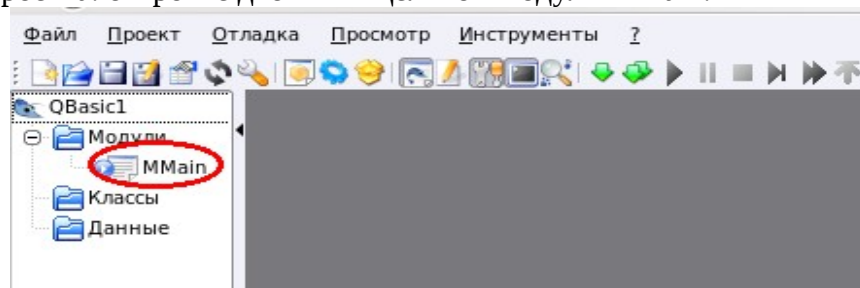 Файл Проект Отладка Просмотр Инструменты ?
QBasic1
Модули
MMain
Классы
Данные